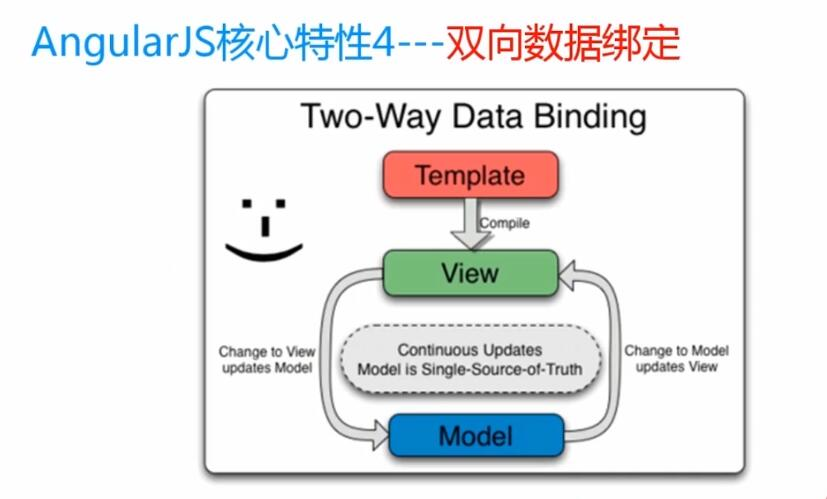 AngularJS核心特性4---双向数据绑定
Two-Way Data Binding
Template
Compile
View
Change to View
updates Model
Continuous Updates
Model is Single-Source-of-Truth
Change to Model
updates View
Model